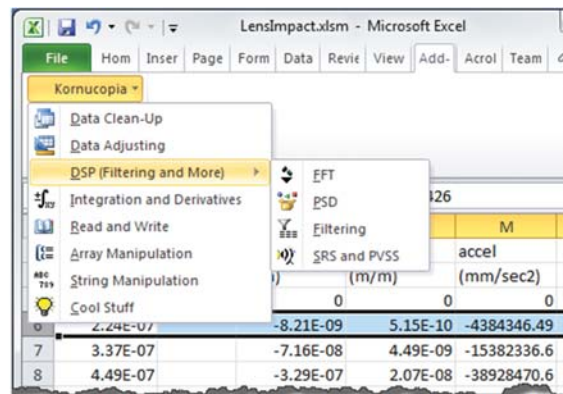 LensImpact.xlsm - Microsoft Excel
File Hom Inser Page Form Data Revie View Add- Acrol Team
Kornucopia
Data Clean-Up
Data Adjusting
DSP (Filtering and More)
FFT
PSD
426
Integration and Derivatives
Filtering
M
Read and Write
SRS and PVSS
accel
Array Manipulation
(m/m) (mm/sec2)
String Manipulation
Cool Stuff
0 0 0
6 2.24E-07 -8.21E-09 5.15E-10 -4384346.49
7 3.37E-07 -7.16E-08 4.49E-09 -15382336.6
8 4.49E-07 -3.29E-07 2.07E-08 -38928470.6